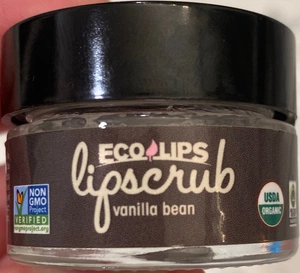 ECO LIPS
lipscrub
vanilla bean
NON
GMO
Project
VERIFIED
nongmoproject.org
USDA
ORGANIC